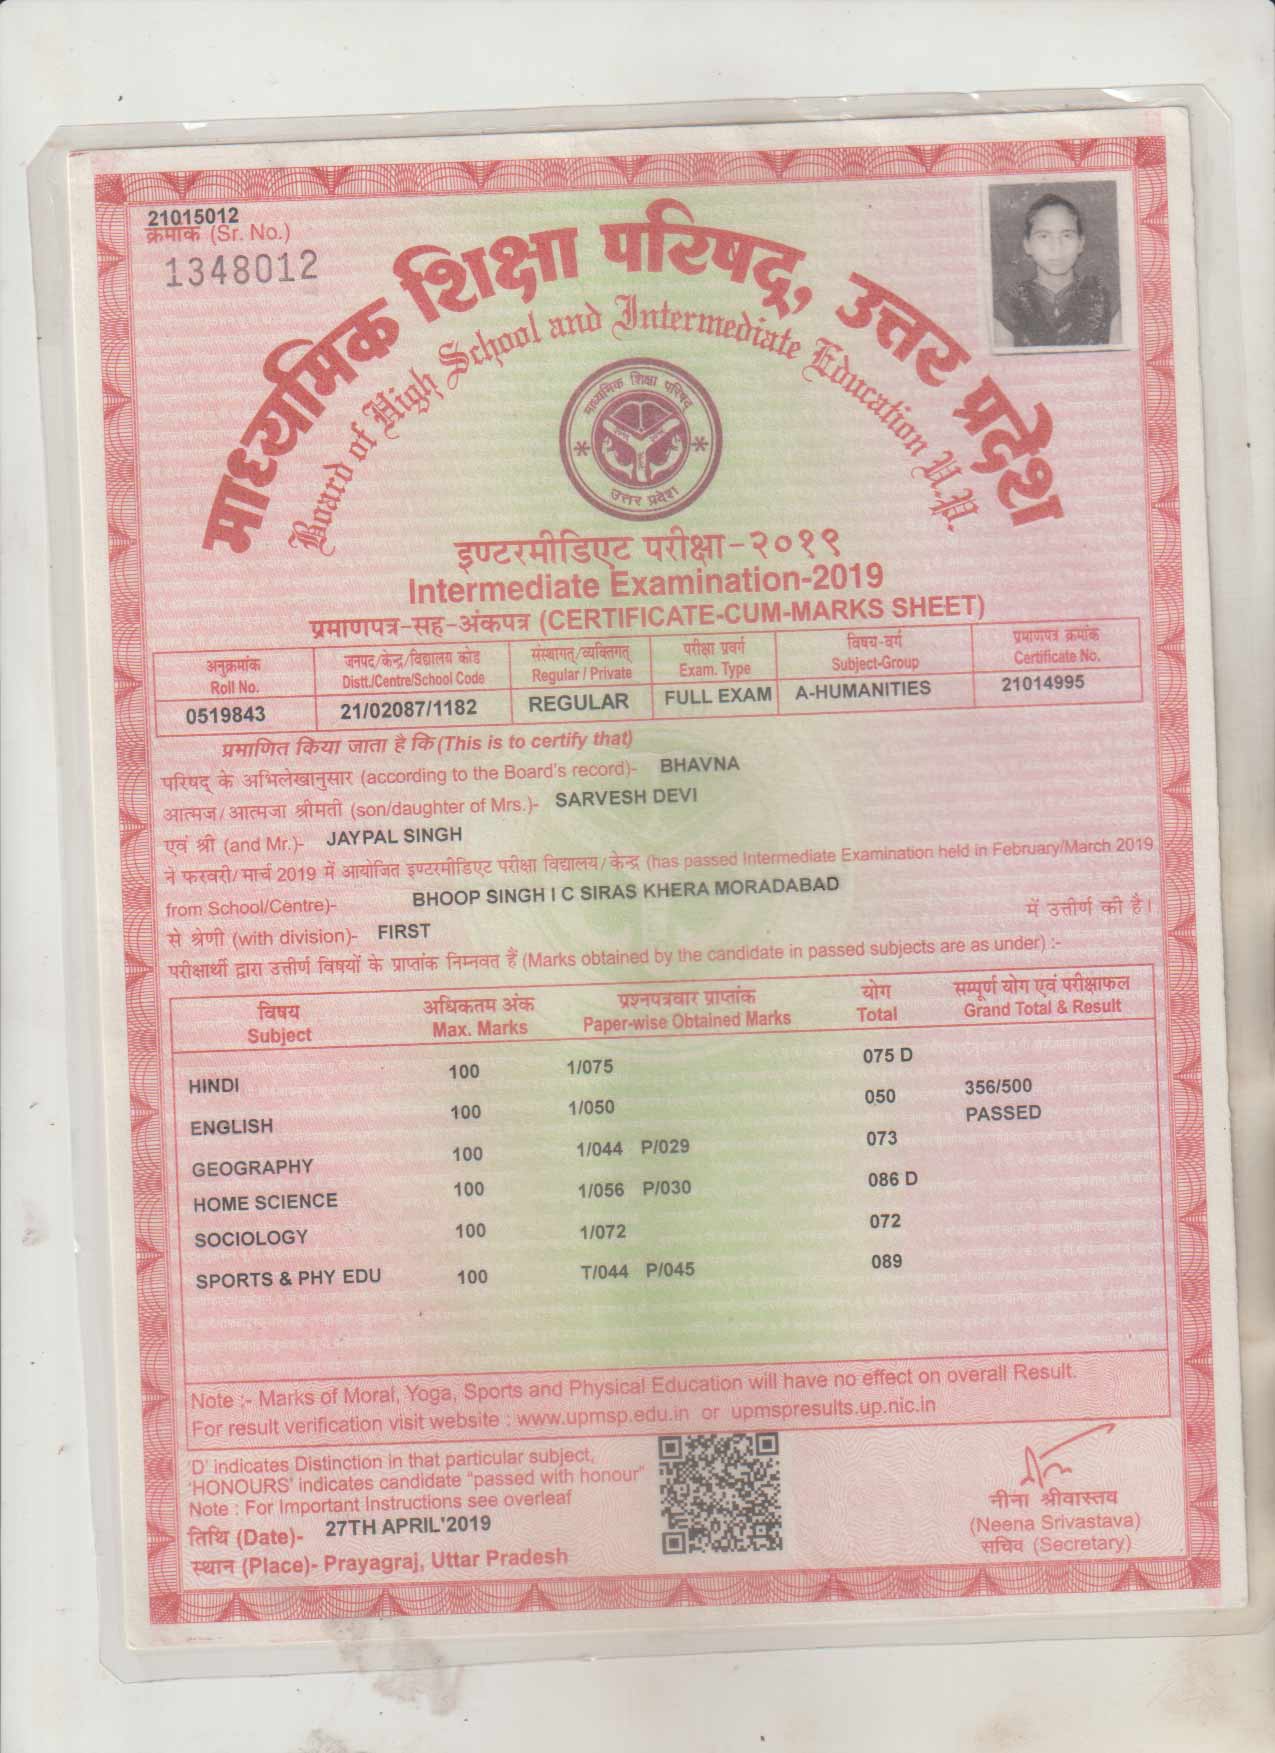 21015012
क्रमांक (Sr. No.)
1348012
माध्यमिक शिक्षा परिषद्, उत्तर प्रदेश
Board of High School and Intermediate Education U.P.
माध्यमिक शिक्षा परिषद्
उत्तर प्रदेश
इण्टरमीडिएट परीक्षा-२०१९
Intermediate Examination-2019
प्रमाणपत्र-सह-अंकपत्र (CERTIFICATE-CUM-MARKS SHEET)
अनुक्रमांक जनपद/केन्द्र/विद्यालय कोड संस्थागत्/व्यक्तिगत् परीक्षा प्रवर्ग विषय-वर्ग प्रमाणपत्र क्रमांक
Roll No. Distt./Centre/School Code Regular / Private Exam. Type Subject-Group Certificate No.
0519843 21/02087/1182 REGULAR FULL EXAM A-HUMANITIES 21014995
प्रमाणित किया जाता है कि (This is to certify that)
परिषद् के अभिलेखानुसार (according to the Board's record)- BHAVNA
आत्मज/आत्मजा श्रीमती (son/daughter of Mrs.)- SARVESH DEVI
एवं श्री (and Mr.)- JAYPAL SINGH
ने फरवरी/मार्च 2019 में आयोजित इण्टरमीडिएट परीक्षा विद्यालय/केन्द्र (has passed Intermediate Examination held in February/March 2019
from School/Centre)- BHOOP SINGH I C SIRAS KHERA MORADABAD
से श्रेणी (with division)- FIRST में उत्तीर्ण की है।
परीक्षार्थी द्वारा उत्तीर्ण विषयों के प्राप्तांक निम्नवत हैं (Marks obtained by the candidate in passed subjects are as under) :-
विषय अधिकतम अंक प्रश्नपत्रवार प्राप्तांक योग सम्पूर्ण योग एवं परीक्षाफल
Subject Max. Marks Paper-wise Obtained Marks Total Grand Total & Result
HINDI 100 1/075 075 D
ENGLISH 100 1/050 050 356/500
PASSED
GEOGRAPHY 100 1/044 P/029 073
HOME SCIENCE 100 1/056 P/030 086 D
SOCIOLOGY 100 1/072 072
SPORTS & PHY EDU 100 T/044 P/045 089
Note :- Marks of Moral, Yoga, Sports and Physical Education will have no effect on overall Result.
For result verification visit website : www.upmsp.edu.in or upmspresults.up.nic.in
'D' indicates Distinction in that particular subject,
'HONOURS' indicates candidate "passed with honour"
Note : For Important Instructions see overleaf
तिथि (Date)- 27TH APRIL'2019
स्थान (Place)- Prayagraj, Uttar Pradesh
नीना श्रीवास्तव
(Neena Srivastava)
सचिव (Secretary)